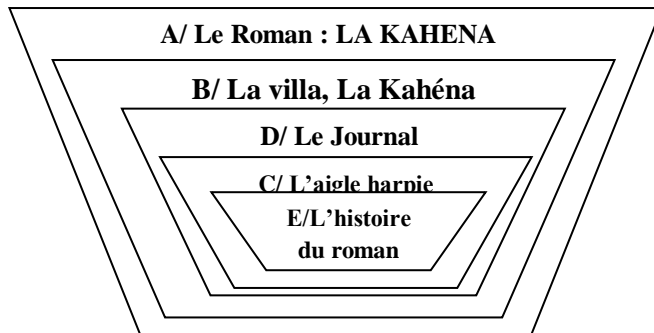 A/ Le Roman : LA KAHENA
B/ La villa, La Kahéna
D/ Le Journal
C/ L’aigle harpie
E/L’histoire
du roman